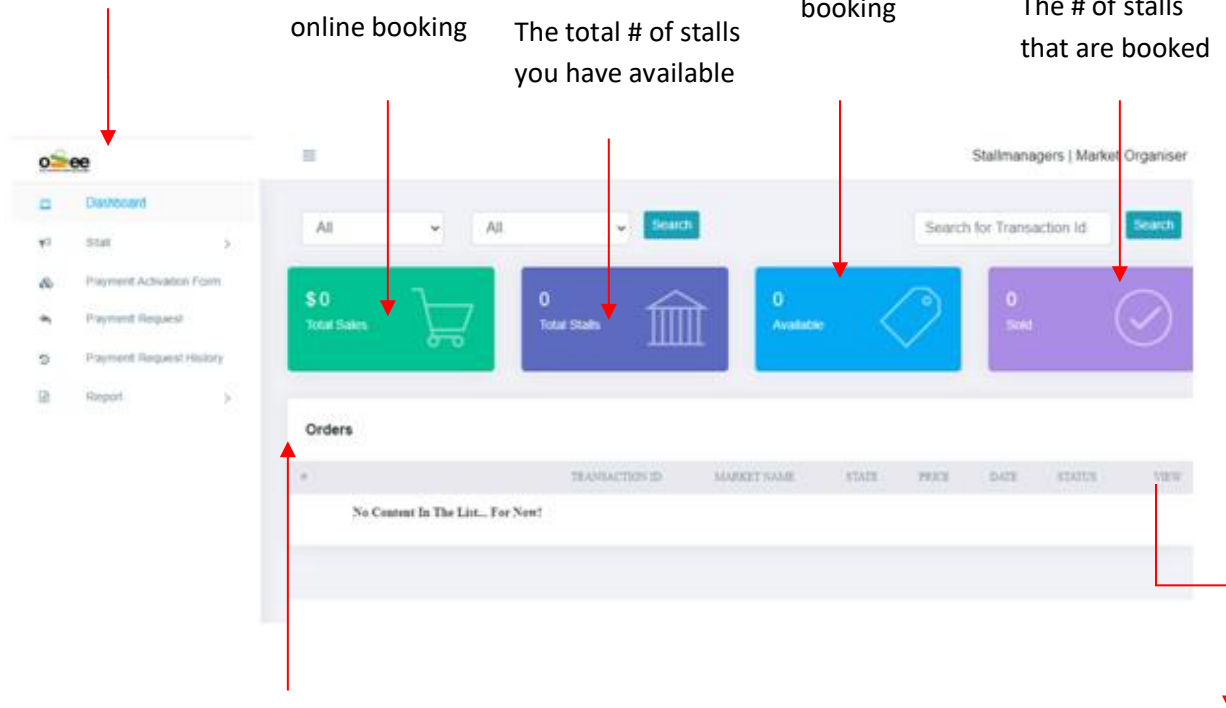 online booking
The total # of stalls
you have available
booking
The # of stalls
that are booked
Stallmanagers | Market Organiser
Dashboard
Stall
Payment Activation Form
Payment Request
Payment Request History
Report
All
All
Search
Search for Transaction Id
Search
$ 0
Total Sales
0
Total Stalls
0
Available
0
Sold
Orders
#
TRANSACTION ID
MARKET NAME
STATE
PRICE
DATE
STATUS
VIEW
No Content In The List... For Now!